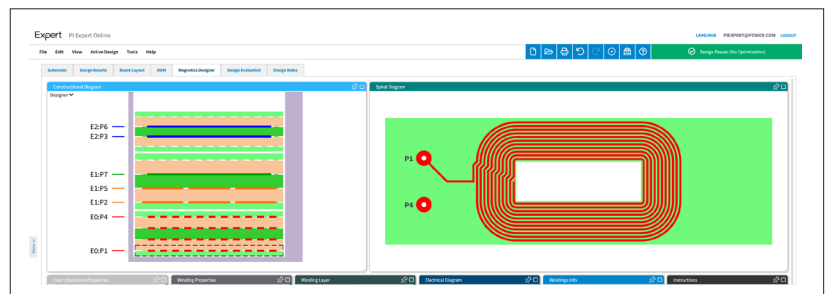 Expert PI Expert Online
LANGUAGE PIEXPERT@POWER.COM LOGOUT
File Edit View Active Design Tools Help
Design Passed (No Optimization)
Schematic Design Results Board Layout BOM Magnetics Designer Design Evaluation Design Notes
Constructional Diagram
Spiral Diagram
Designer
E2:P6
E2:P3
E1:P7
E1:P5
E1:P2
E0:P4
E0:P1
P1
P4
Winding Properties
Winding Layer
Electrical Diagram
Windings Info
Instructions